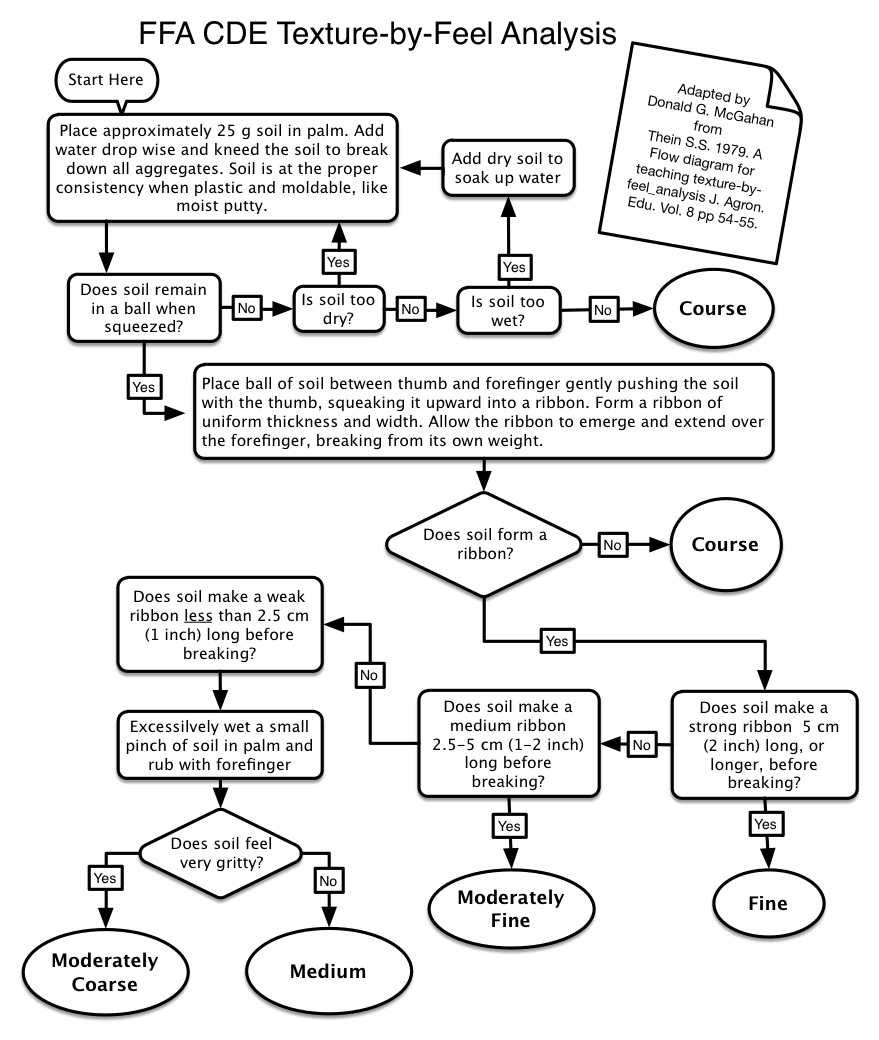 FFA CDE Texture-by-Feel Analysis
Start Here
Adapted by
Donald G. McGahan
from
Thein S.S. 1979. A
Flow diagram for
teaching texture-by-
feel_analysis J. Agron.
Edu. Vol. 8 pp 54-55.
Place approximately 25 g soil in palm. Add
water drop wise and kneed the soil to break
down all aggregates. Soil is at the proper
consistency when plastic and moldable, like
moist putty.
Add dry soil to
soak up water
Yes
Yes
Does soil remain
in a ball when
squeezed?
No
Is soil too
dry?
No
Is soil too
wet?
No
Course
Yes
Place ball of soil between thumb and forefinger gently pushing the soil
with the thumb, squeaking it upward into a ribbon. Form a ribbon of
uniform thickness and width. Allow the ribbon to emerge and extend over
the forefinger, breaking from its own weight.
Does soil form a
ribbon?
No
Course
Yes
Does soil make a weak
ribbon less than 2.5 cm
(1 inch) long before
breaking?
No
Does soil make a
medium ribbon
2.5-5 cm (1-2 inch)
long before
breaking?
No
Does soil make a
strong ribbon 5 cm
(2 inch) long, or
longer, before
breaking?
Excessilvely wet a small
pinch of soil in palm and
rub with forefinger
Yes
Yes
Does soil feel
very gritty?
Yes
No
Moderately
Fine
Fine
Moderately
Coarse
Medium